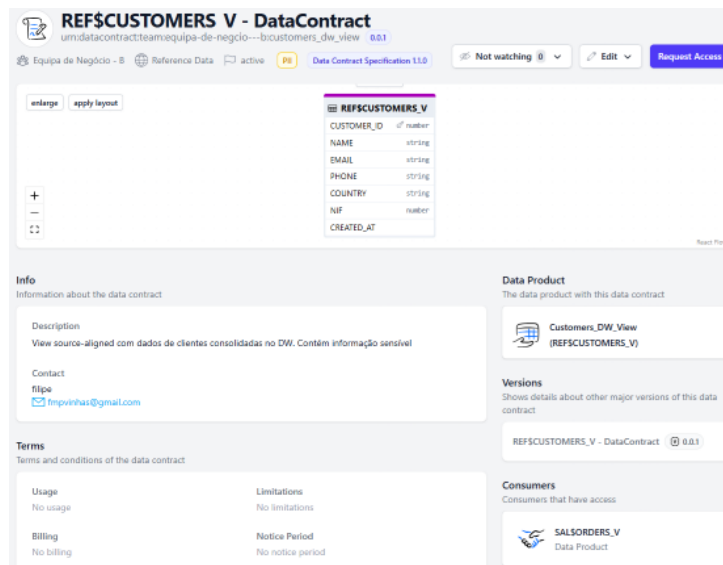 REF$CUSTOMERS_V - DataContract
urn:datacontract:team:equipa-de-negcio---b:customers_dw_view 0.0.1
Equipa de Negócio - B Reference Data active PII Data Contract Specification 1.1.0
Not watching 0 Edit Request Access
enlarge apply layout
REF$CUSTOMERS_V
CUSTOMER_ID number
NAME string
EMAIL string
PHONE string
COUNTRY string
NIF number
CREATED_AT
React Flo
Info
Information about the data contract
Description
View source-aligned com dados de clientes consolidadas no DW. Contém informação sensível
Contact
filipe
fmpvinhas@gmail.com
Terms
Terms and conditions of the data contract
Usage
No usage
Limitations
No limitations
Billing
No billing
Notice Period
No notice period
Data Product
The data product with this data contract
Customers_DW_View
(REF$CUSTOMERS_V)
Versions
Shows details about other major versions of this data
contract
REF$CUSTOMERS_V - DataContract 0.0.1
Consumers
Consumers that have access
SAL$ORDERS_V
Data Product